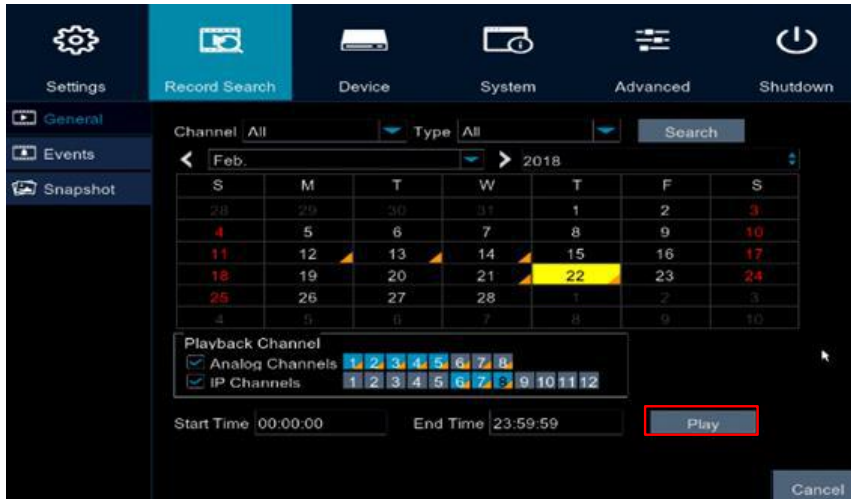 Settings Record Search Device System Advanced Shutdown
General
Events
Snapshot
Channel All Type All Search
Feb. 2018
S M T W T F S
28 29 30 31 1 2 3
4 5 6 7 8 9 10
11 12 13 14 15 16 17
18 19 20 21 22 23 24
25 26 27 28 1 2 3
4 5 6 7 8 9 10
Playback Channel
Analog Channels 1 2 3 4 5 6 7 8
IP Channels 1 2 3 4 5 6 7 8 9 10 11 12
Start Time 00:00:00 End Time 23:59:59 Play
Cancel